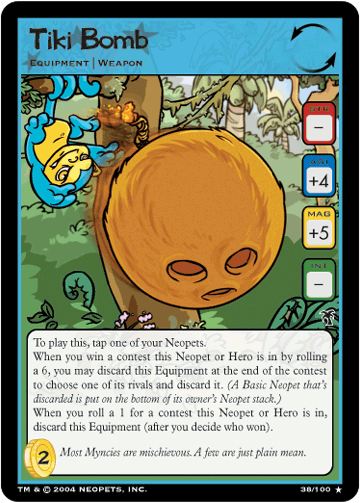 Tiki Bomb
Equipment | Weapon
STR
–
AGI
+4
MAG
+5
INT
–
To play this, tap one of your Neopets.
When you win a contest this Neopet or Hero is in by rolling
a 6, you may discard this Equipment at the end of the contest
to choose one of its rivals and discard it. (A Basic Neopet that's
discarded is put on the bottom of its owner's Neopet stack.)
When you roll a 1 for a contest this Neopet or Hero is in,
discard this Equipment (after you decide who won).
2
Most Myncies are mischievous. A few are just plain mean.
TM & © 2004 NEOPETS, INC.
38/100 ★